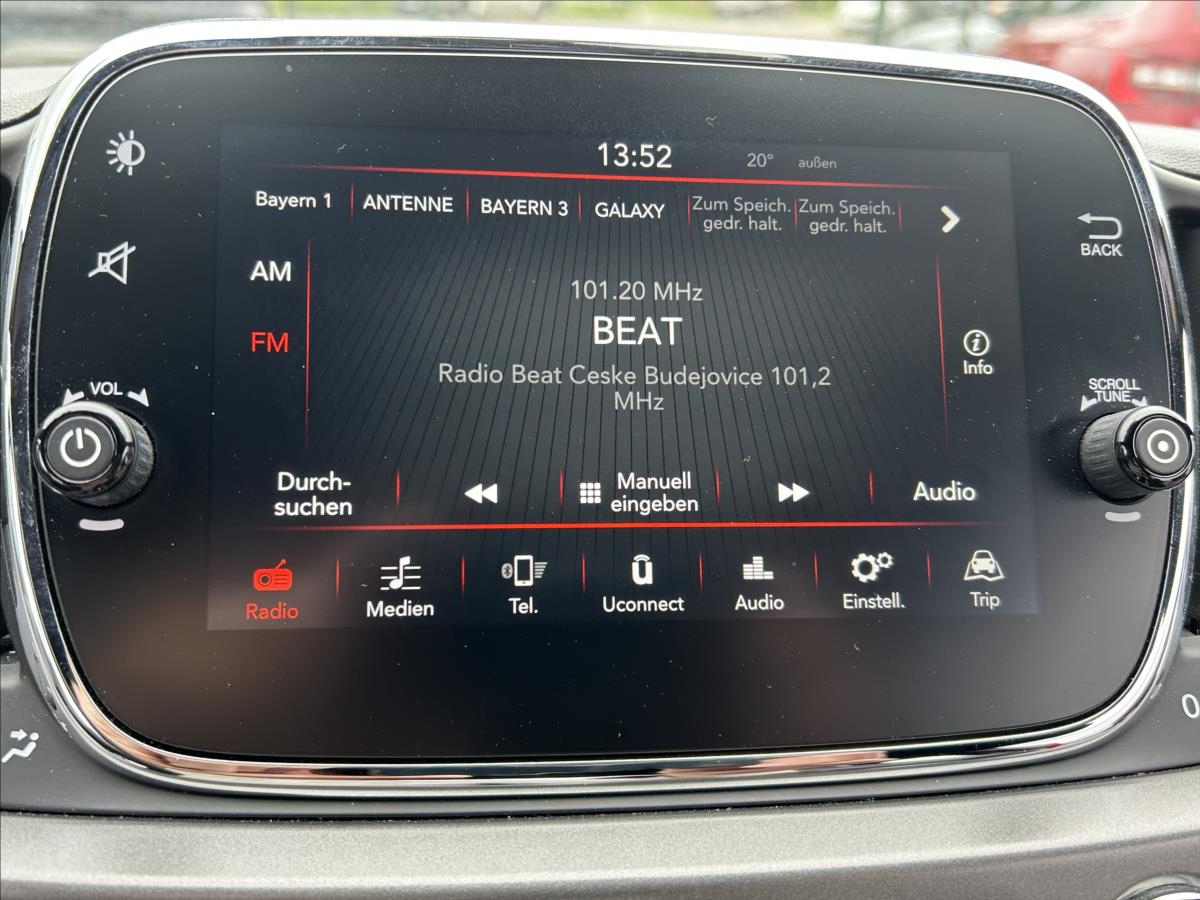 13:52
20° außen
Bayern 1 ANTENNE BAYERN 3 GALAXY Zum Speich. Zum Speich.
gedr. halt. gedr. halt.
BACK
AM
101.20 MHz
BEAT
FM
Info
Radio Beat Ceske Budejovice 101,2
MHz
VOL
SCROLL
TUNE
Durch-
suchen
Manuell
eingeben
Audio
Radio Medien Tel. Uconnect Audio Einstell. Trip
0